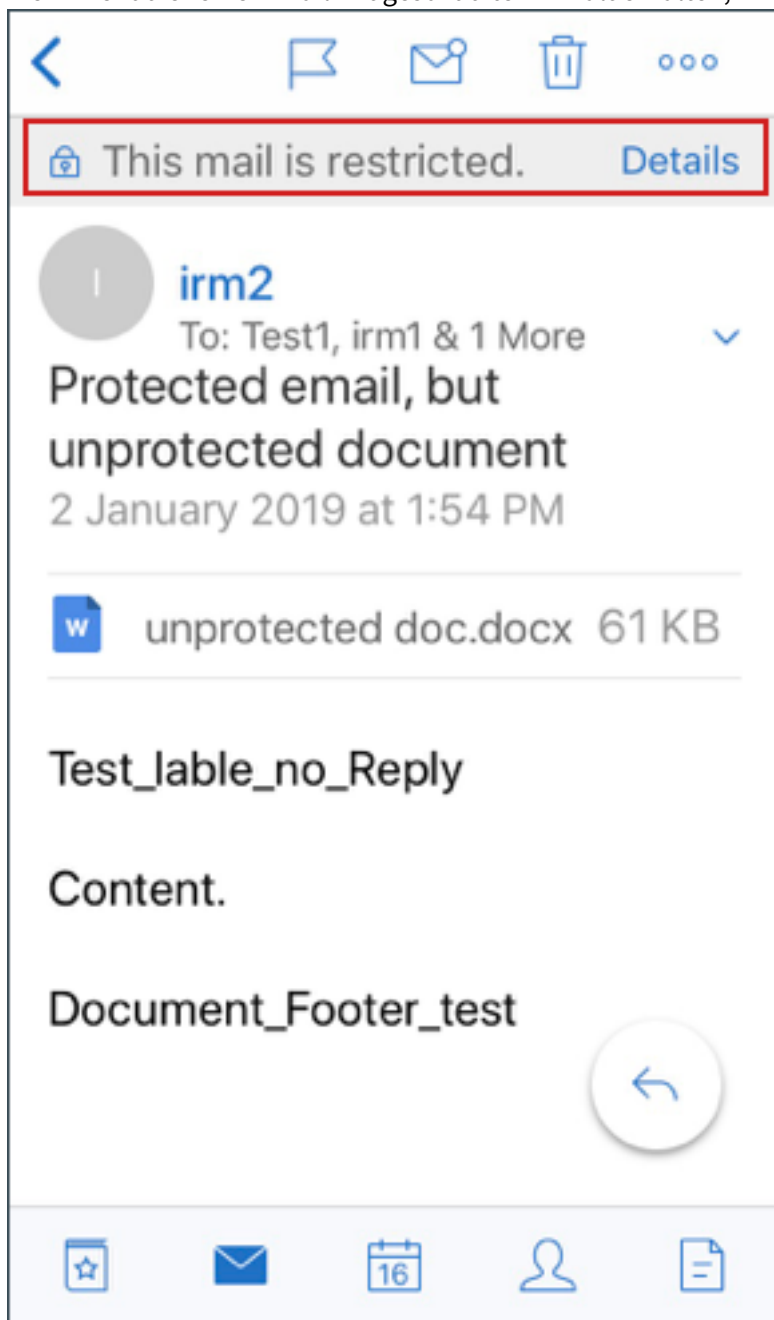 This mail is restricted. Details
I
irm2
To: Test1, irm1 & 1 More
Protected email, but
unprotected document
2 January 2019 at 1:54 PM
W unprotected doc.docx 61 KB
Test_lable_no_Reply
Content.
Document_Footer_test
16